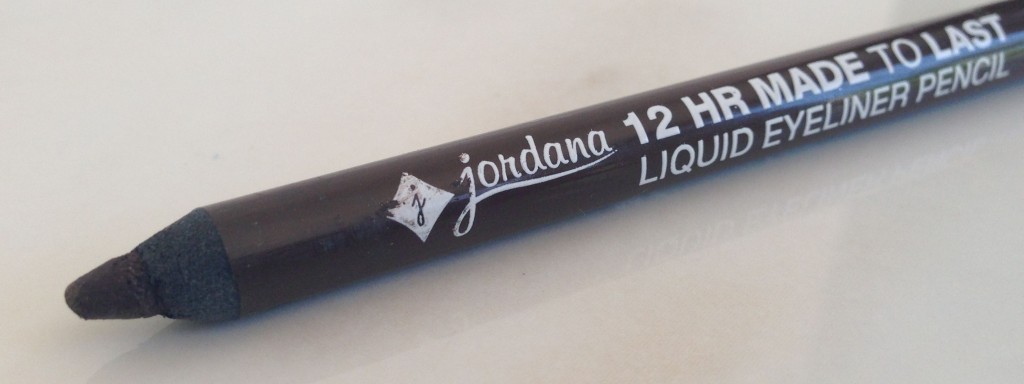 j jordana
12 HR MADE TO LAST
LIQUID EYELINER PENCIL